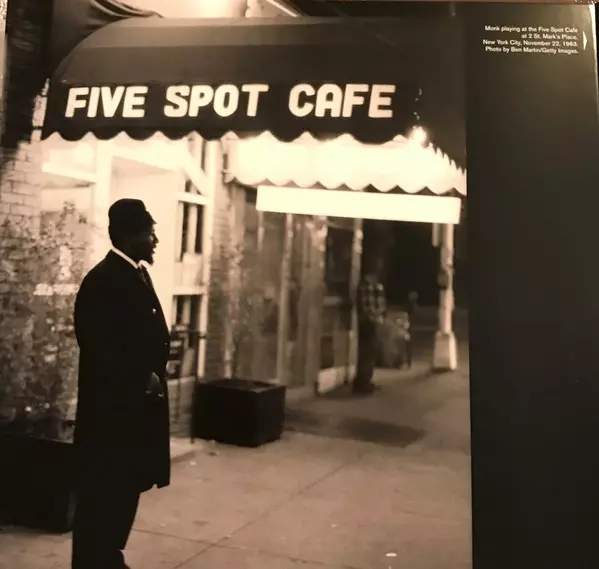 FIVE SPOT CAFE
Monk playing at the Five Spot Cafe
at 2 St. Mark's Place,
New York City, November 22, 1963.
Photo by Ben Martin/Getty Images.